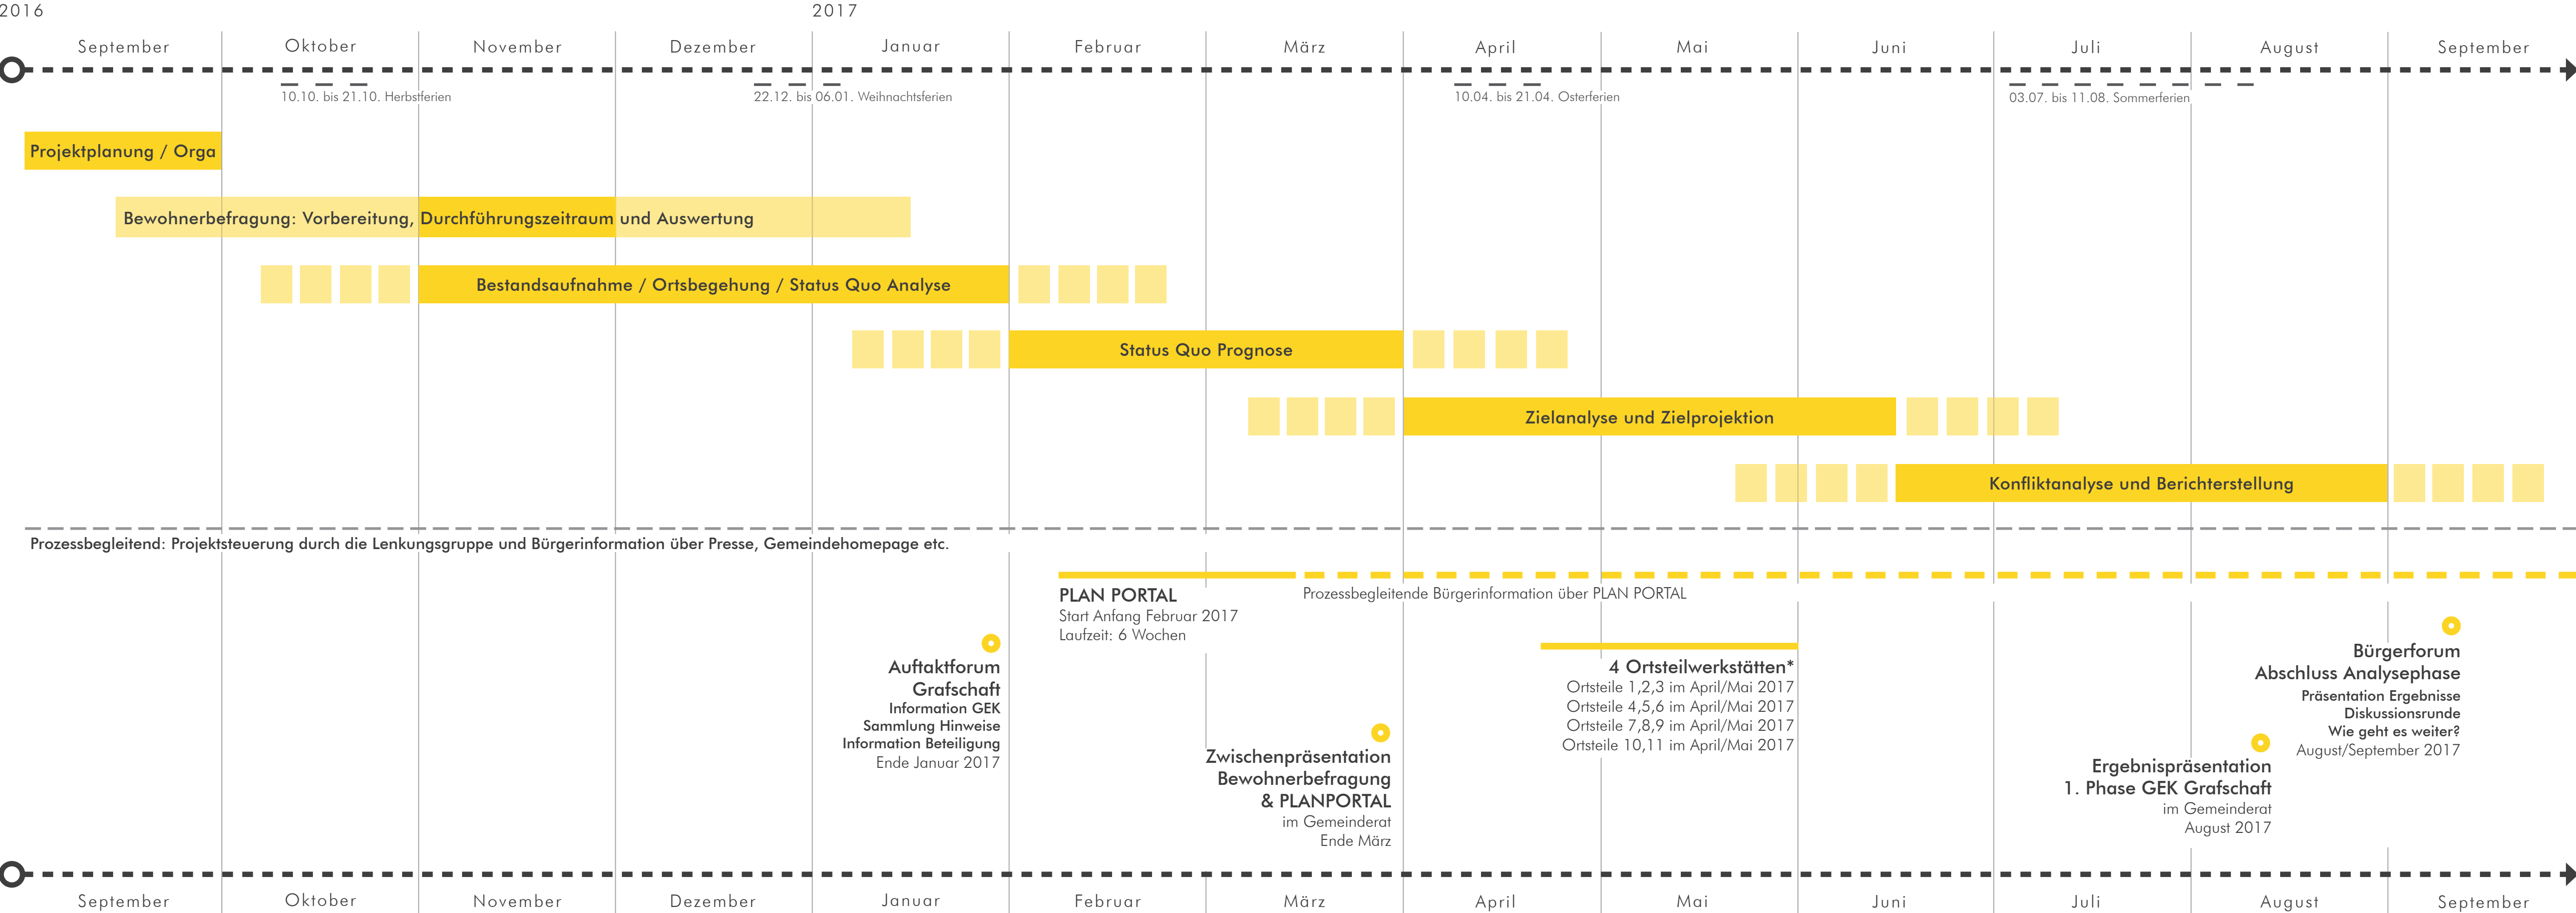 2016
2017
September
Oktober
November
Dezember
Januar
Februar
März
April
Mai
Juni
Juli
August
September
10.10. bis 21.10. Herbstferien
22.12. bis 06.01. Weihnachtsferien
10.04. bis 21.04. Osterferien
03.07. bis 11.08. Sommerferien
Projektplanung / Orga
Bewohnerbefragung: Vorbereitung, Durchführungszeitraum und Auswertung
Bestandsaufnahme / Ortsbegehung / Status Quo Analyse
Status Quo Prognose
Zielanalyse und Zielprojektion
Konfliktanalyse und Berichterstellung
Prozessbegleitend: Projektsteuerung durch die Lenkungsgruppe und Bürgerinformation über Presse, Gemeindehomepage etc.
PLAN PORTAL
Start Anfang Februar 2017
Laufzeit: 6 Wochen
Prozessbegleitende Bürgerinformation über PLAN PORTAL
Auftaktforum
Grafschaft
Information GEK
Sammlung Hinweise
Information Beteiligung
Ende Januar 2017
Zwischenpräsentation
Bewohnerbefragung
& PLANPORTAL
im Gemeinderat
Ende März
4 Ortsteilwerkstätten*
Ortsteile 1,2,3 im April/Mai 2017
Ortsteile 4,5,6 im April/Mai 2017
Ortsteile 7,8,9 im April/Mai 2017
Ortsteile 10,11 im April/Mai 2017
Ergebnispräsentation
1. Phase GEK Grafschaft
im Gemeinderat
August 2017
Bürgerforum
Abschluss Analysephase
Präsentation Ergebnisse
Diskussionsrunde
Wie geht es weiter?
August/September 2017
September
Oktober
November
Dezember
Januar
Februar
März
April
Mai
Juni
Juli
August
September